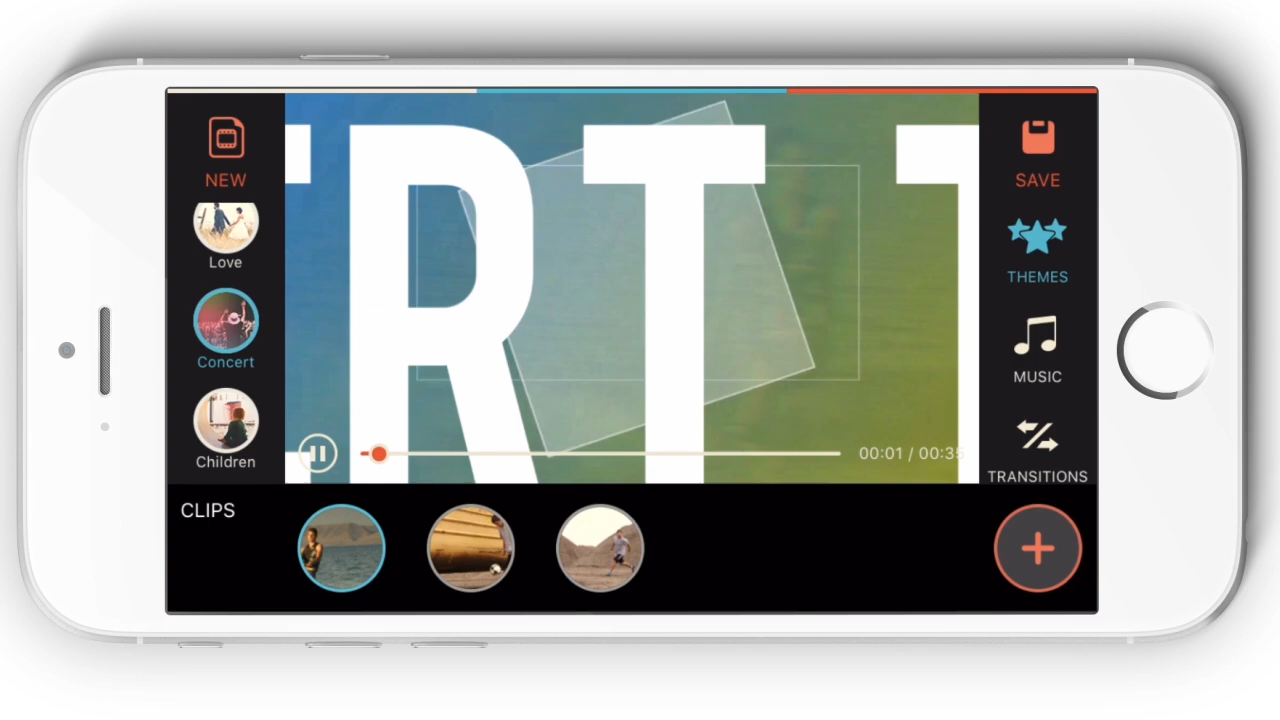 NEW
Love
Concert
Children
RT
00:01 / 00:35
SAVE
THEMES
MUSIC
TRANSITIONS
CLIPS